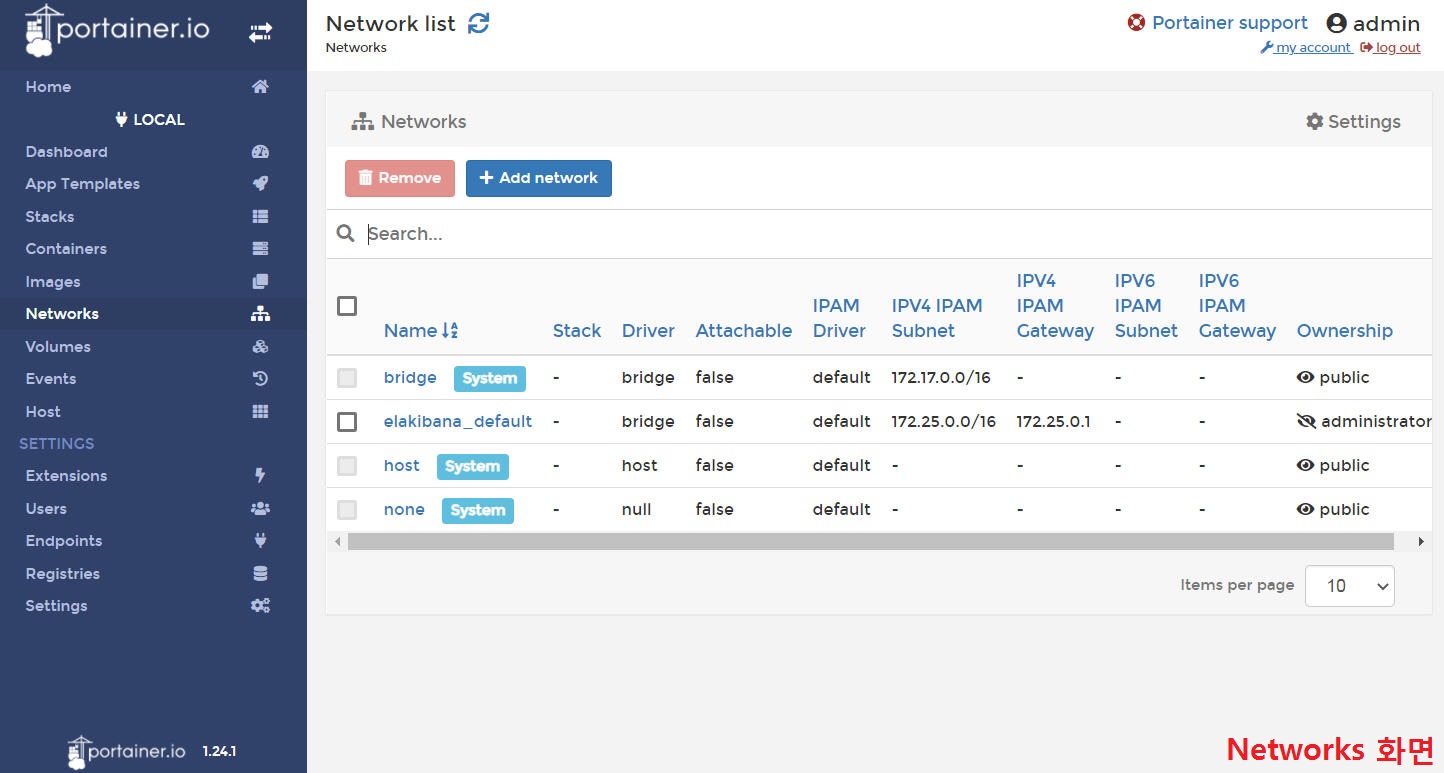 portainer.io
Home
LOCAL
Dashboard
App Templates
Stacks
Containers
Images
Networks
Volumes
Events
Host
SETTINGS
Extensions
Users
Endpoints
Registries
Settings
portainer.io 1.24.1
Network list
Networks
Portainer support admin
my account log out
Networks Settings
Remove Add network
Search...
Name Stack Driver Attachable IPAM Driver IPV4 IPAM Subnet IPV4 IPAM Gateway IPV6 IPAM Subnet IPV6 IPAM Gateway Ownership
bridge System - bridge false default 172.17.0.0/16 - - - public
elakibana_default - bridge false default 172.25.0.0/16 172.25.0.1 - - administrator
host System - host false default - - - - public
none System - null false default - - - - public
Items per page 10
Networks 화면